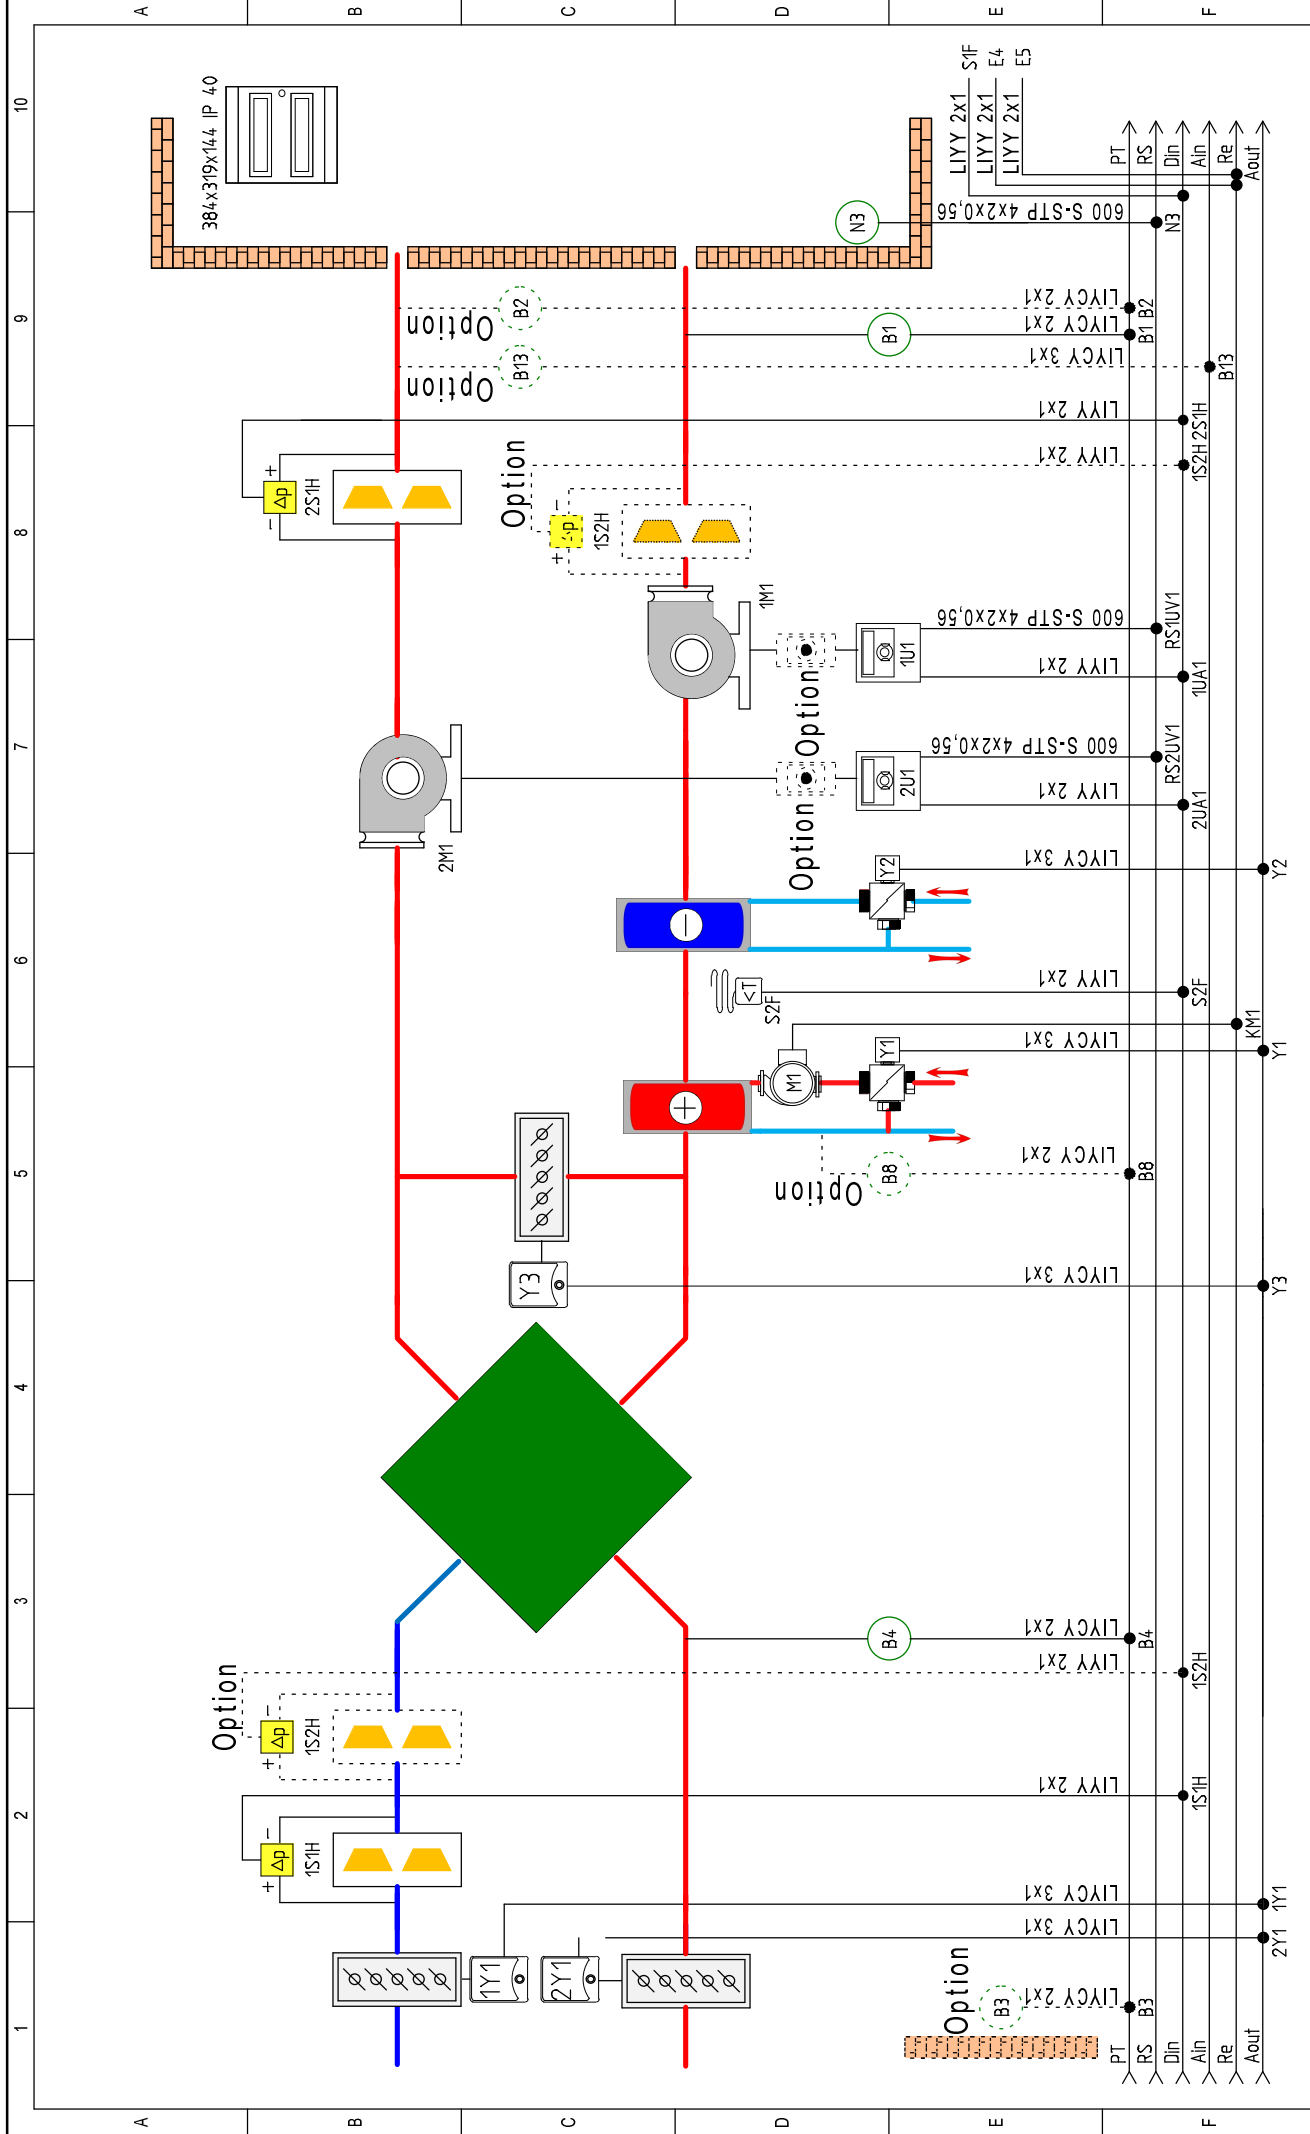 A
B
C
D
E
F
10
9
8
7
6
5
4
3
2
1
384x319x144 IP 40
S1F
E4
E5
LIYY 2x1
LIYY 2x1
LIYY 2x1
PT
RS
Din
Ain
Re
Aout
N3
600 S-STP 4x2x0,56
N3
Option
B2
LIYCY 2x1
B2
B1
LIYCY 2x1
B1
Option
B13
LIYCY 3x1
B13
LIYY 2x1
2S1H
- Δp +
2S1H
Option
LIYY 2x1
1S2H
+ Δp -
1S2H
1M1
Option
1U1
600 S-STP 4x2x0,56
RS1UV1
LIYY 2x1
1UA1
2M1
Option
2U1
600 S-STP 4x2x0,56
RS2UV1
LIYY 2x1
2UA1
Y2
LIYCY 3x1
Y2
-
<T
S2F
LIYY 2x1
S2F
KM1
M1
Y1
LIYCY 3x1
Y1
+
Option
B8
LIYCY 2x1
B8
Y3
LIYCY 3x1
Y3
B4
LIYCY 2x1
B4
Option
LIYY 2x1
1S2H
+ Δp -
1S2H
LIYY 2x1
1S1H
+ Δp -
1S1H
1Y1
LIYCY 3x1
1Y1
2Y1
LIYCY 3x1
2Y1
Option
B3
LIYCY 2x1
B3
PT
RS
Din
Ain
Re
Aout
A
B
C
D
E
F